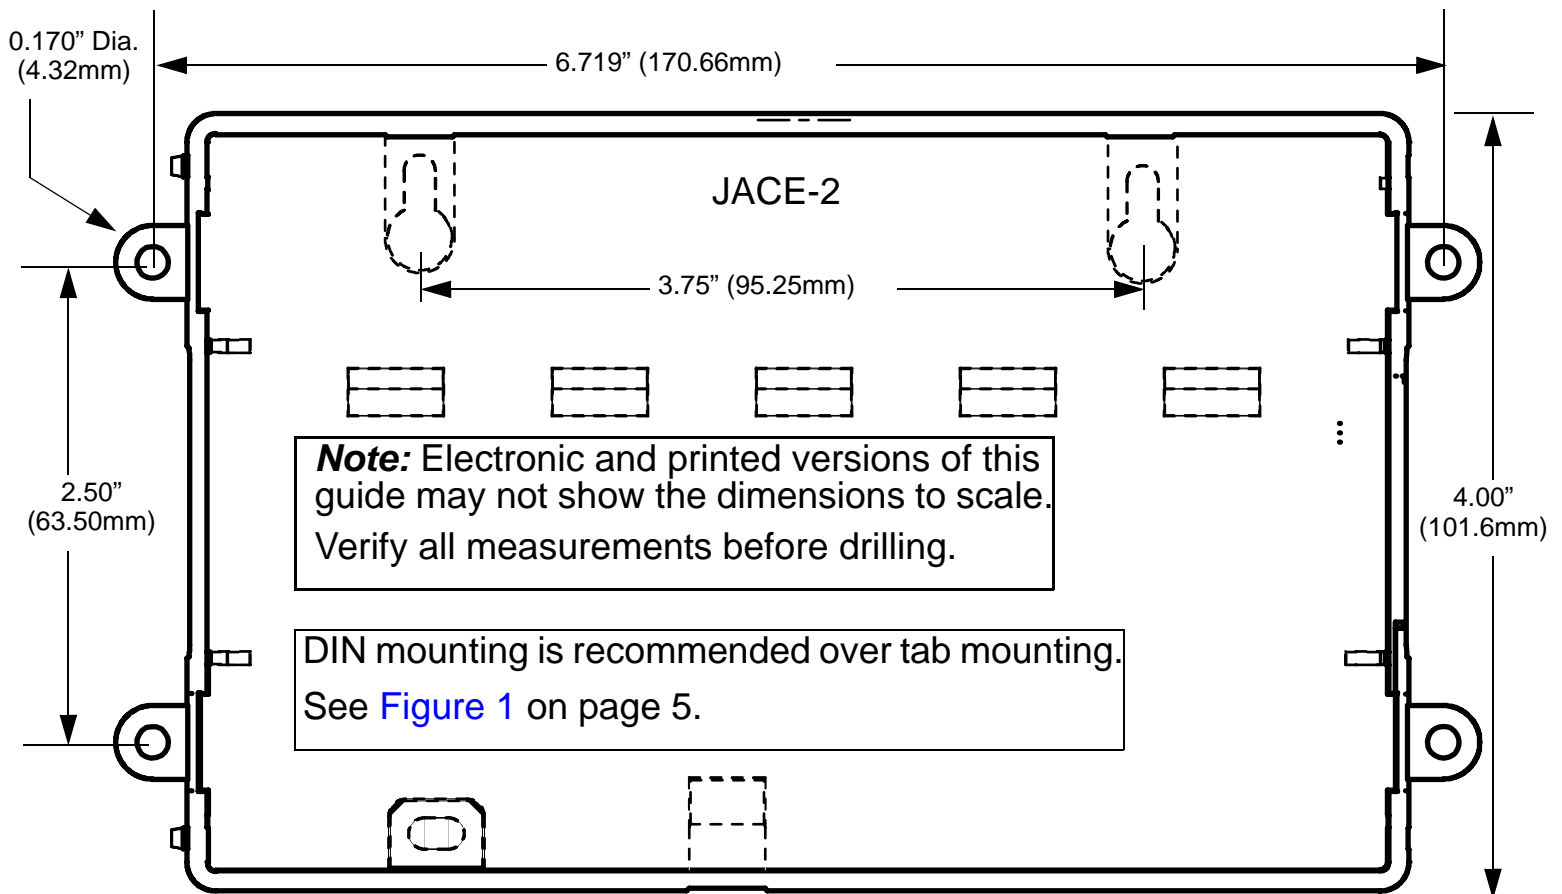 0.170” Dia.
(4.32mm)
6.719” (170.66mm)
JACE-2
3.75” (95.25mm)
Note: Electronic and printed versions of this
guide may not show the dimensions to scale.
Verify all measurements before drilling.
2.50”
(63.50mm)
4.00”
(101.6mm)
DIN mounting is recommended over tab mounting.
See Figure 1 on page 5.